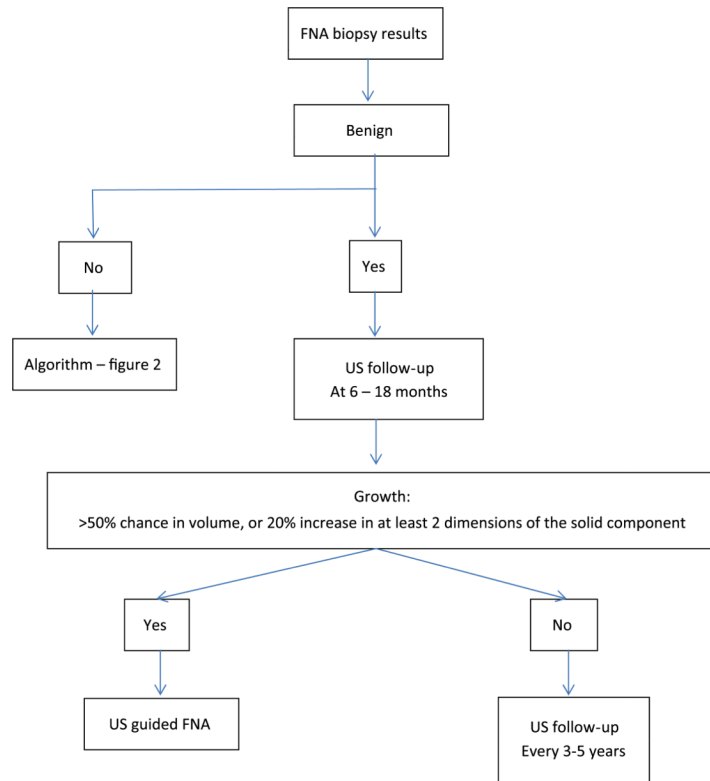 FNA biopsy results
Benign
No
Yes
Algorithm – figure 2
US follow-up
At 6 – 18 months
Growth:
>50% chance in volume, or 20% increase in at least 2 dimensions of the solid component
Yes
No
US guided FNA
US follow-up
Every 3-5 years